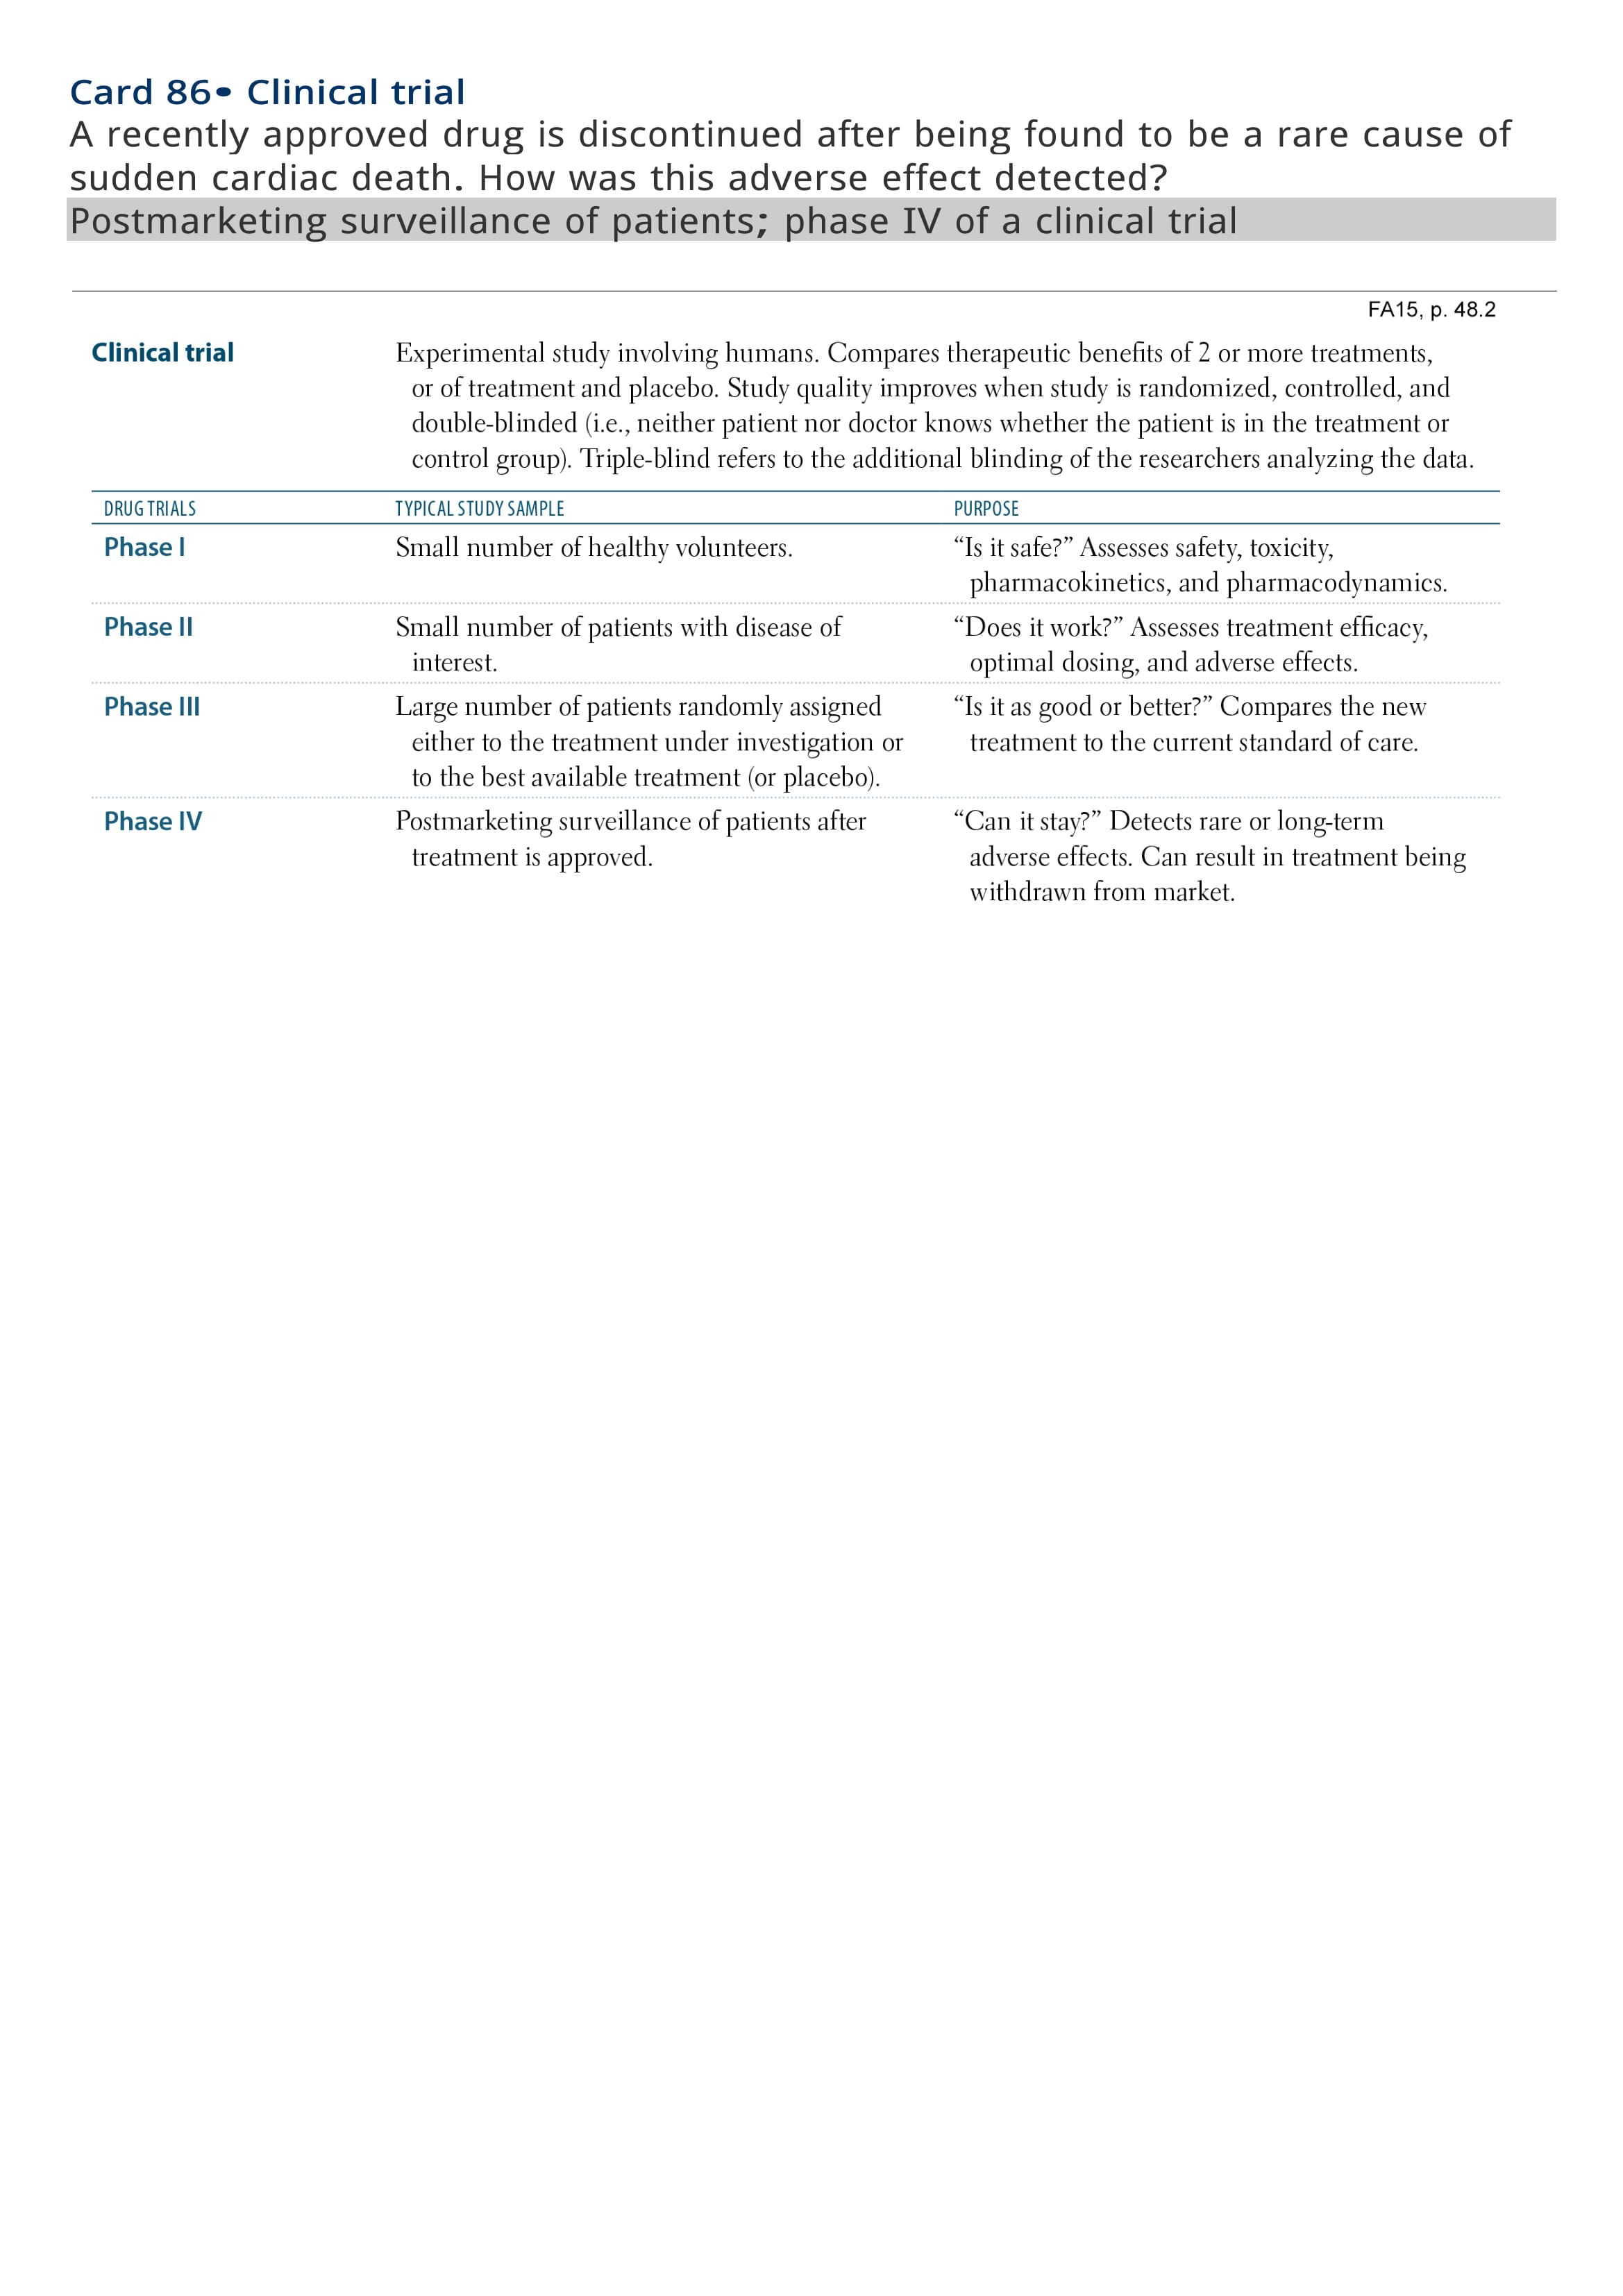 Card 86• Clinical trial
A recently approved drug is discontinued after being found to be a rare cause of
sudden cardiac death. How was this adverse effect detected?
Postmarketing surveillance of patients; phase IV of a clinical trial
FA15, p. 48.2
Clinical trial
Experimental study involving humans. Compares therapeutic benefits of 2 or more treatments,
or of treatment and placebo. Study quality improves when study is randomized, controlled, and
double-blinded (i.e., neither patient nor doctor knows whether the patient is in the treatment or
control group). Triple-blind refers to the additional blinding of the researchers analyzing the data.
DRUG TRIALS TYPICAL STUDY SAMPLE PURPOSE
Phase I
Small number of healthy volunteers.
“Is it safe?” Assesses safety, toxicity,
pharmacokinetics, and pharmacodynamics.
Phase II
Small number of patients with disease of
interest.
“Does it work?” Assesses treatment efficacy,
optimal dosing, and adverse effects.
Phase III
Large number of patients randomly assigned
either to the treatment under investigation or
to the best available treatment (or placebo).
“Is it as good or better?” Compares the new
treatment to the current standard of care.
Phase IV
Postmarketing surveillance of patients after
treatment is approved.
“Can it stay?” Detects rare or long-term
adverse effects. Can result in treatment being
withdrawn from market.